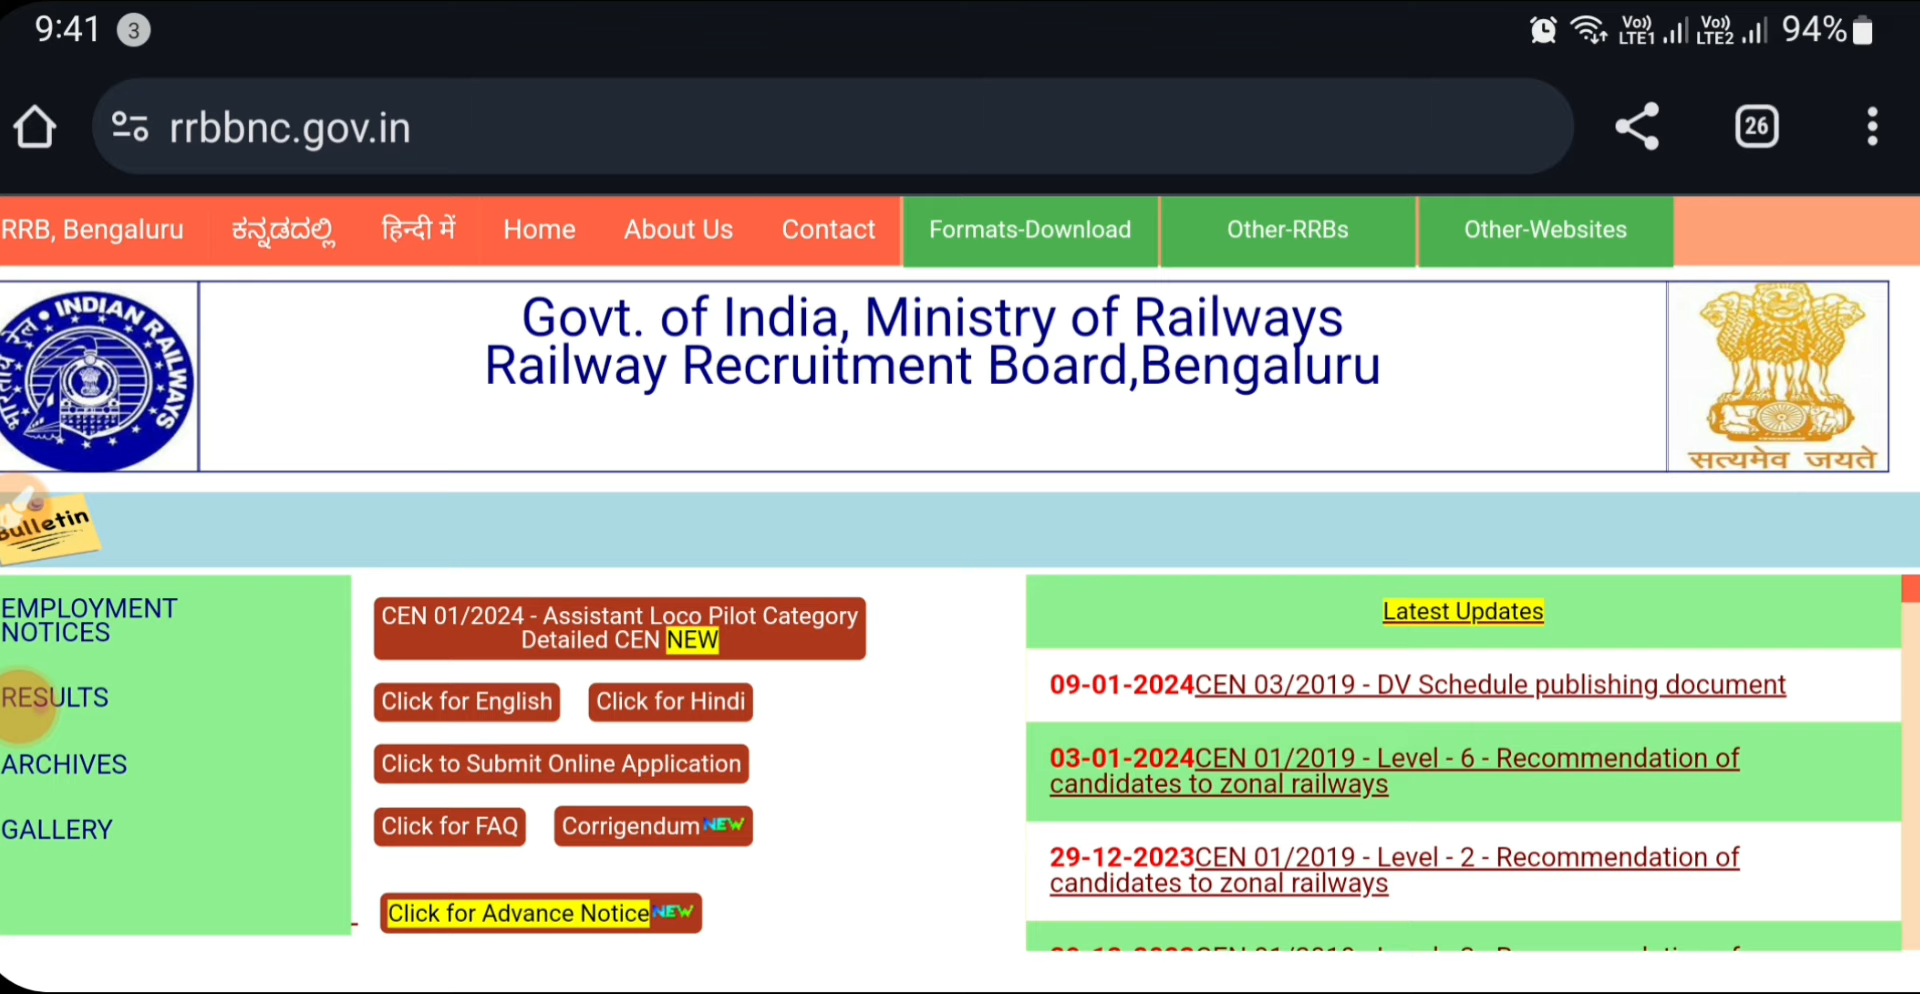 9:41 3 Vo)) LTE1 Vo)) LTE2 94%
rrbbnc.gov.in 26
RRB, Bengaluru ಕನ್ನಡದಲ್ಲಿ हिन्दी में Home About Us Contact Formats-Download Other-RRBs Other-Websites
भारतीय रेल INDIAN RAILWAYS
Govt. of India, Ministry of Railways
Railway Recruitment Board,Bengaluru
सत्यमेव जयते
Bulletin
EMPLOYMENT
NOTICES
RESULTS
ARCHIVES
GALLERY
CEN 01/2024 - Assistant Loco Pilot Category
Detailed CEN NEW
Click for English Click for Hindi
Click to Submit Online Application
Click for FAQ Corrigendum NEW
Click for Advance Notice NEW
Latest Updates
09-01-2024CEN 03/2019 - DV Schedule publishing document
03-01-2024CEN 01/2019 - Level - 6 - Recommendation of
candidates to zonal railways
29-12-2023CEN 01/2019 - Level - 2 - Recommendation of
candidates to zonal railways